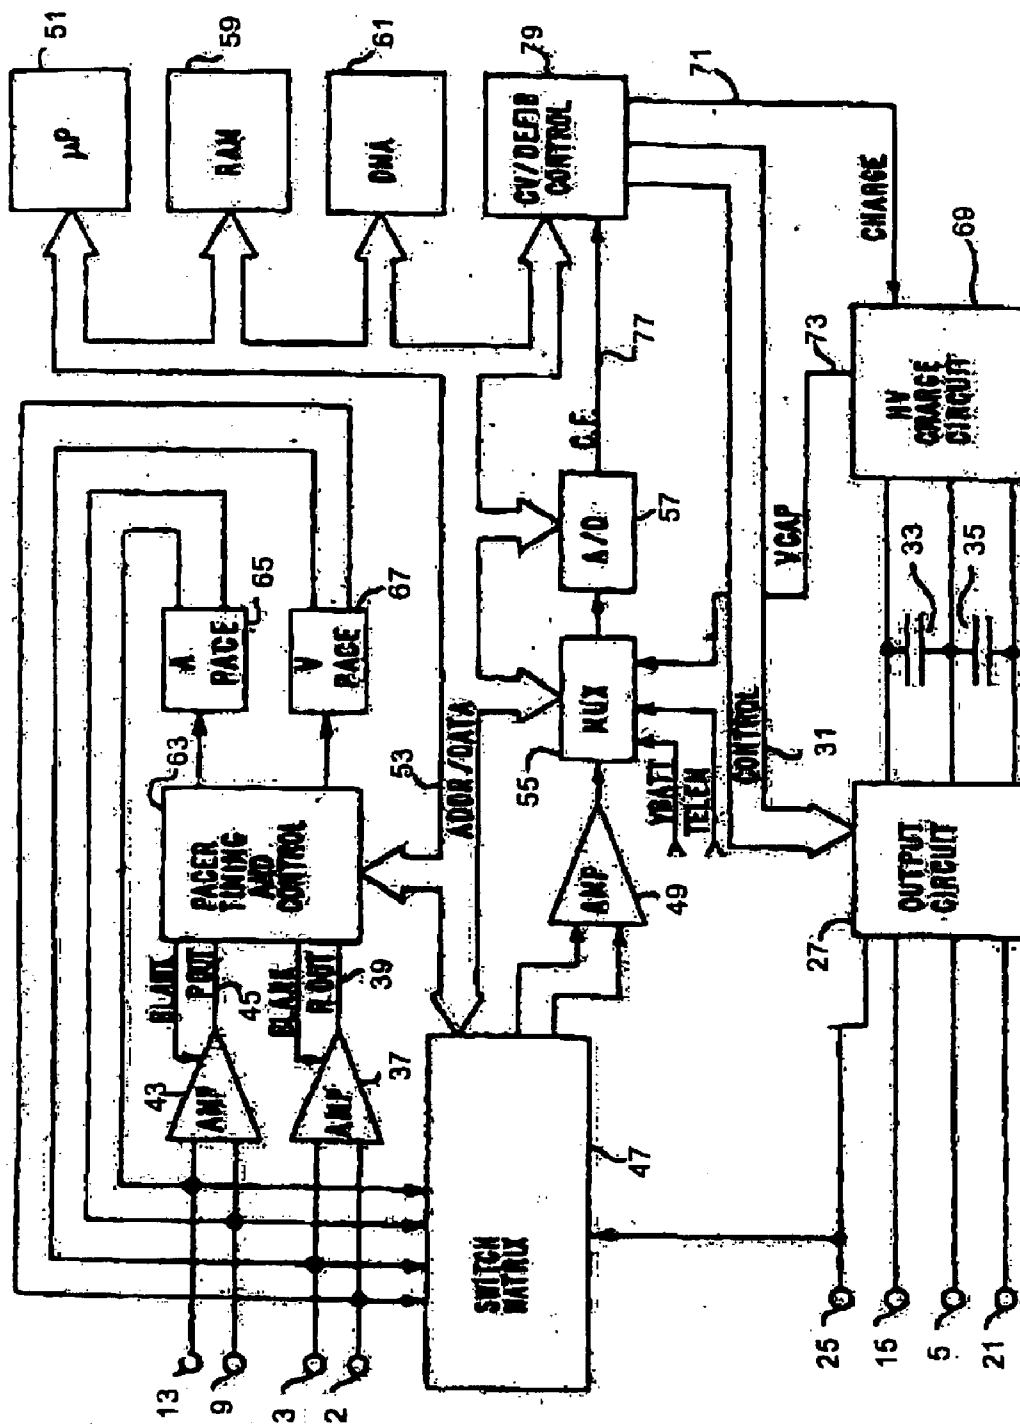 51
µP
59
RAM
61
DMA
79
CV/DEFIB
CONTROL
71
CHARGE
69
HV
CHARGE
CIRCUIT
73
VCAP
33
35
77
O.F.
A/D
57
MUX
55
A
PACE
65
V
PACE
67
63
PACER
TIMING
AND
CONTROL
ADDR/DATA
53
VBATT
TELEM
CONTROL
31
BLANK
POUT
45
BLANK
R OUT
39
43
AMP
37
AMP
AMP
49
27
OUTPUT
CIRCUIT
SWITCH
MATRIX
47
13
9
3
2
25
15
5
21